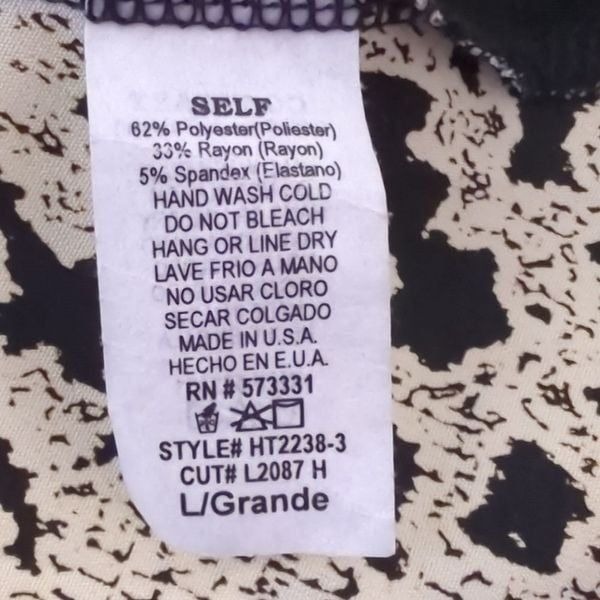 SELF
62% Polyester(Poliester)
33% Rayon (Rayon)
5% Spandex (Elastano)
HAND WASH COLD
DO NOT BLEACH
HANG OR LINE DRY
LAVE FRIO A MANO
NO USAR CLORO
SECAR COLGADO
MADE IN U.S.A.
HECHO EN E.U.A.
RN # 573331
STYLE# HT2238-3
CUT# L2087 H
L/Grande